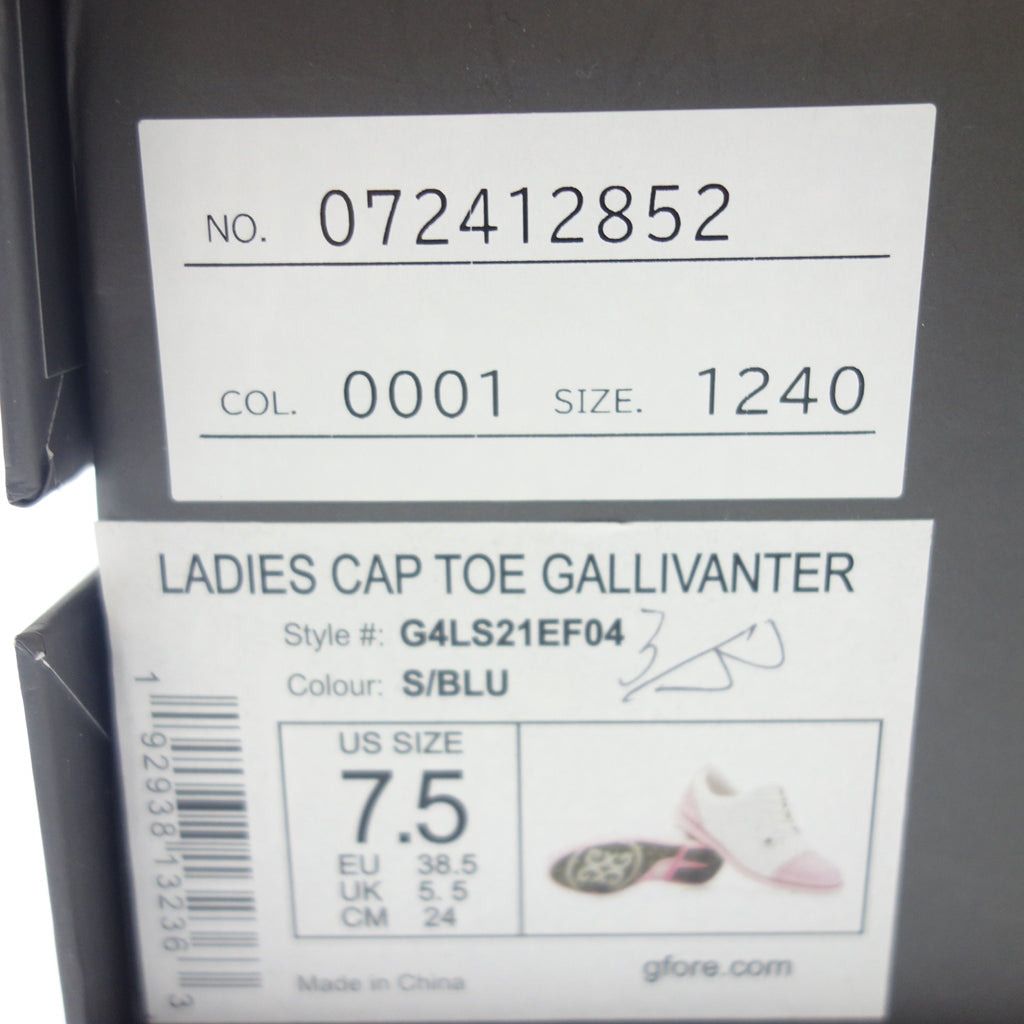 NO. 072412852
COL. 0001 SIZE. 1240
LADIES CAP TOE GALLIVANTER
Style #: G4LS21EF04
Colour: S/BLU
US SIZE
7.5
EU 38.5
UK 5.5
CM 24
Made in China
gfore.com
1 92938 13236 3